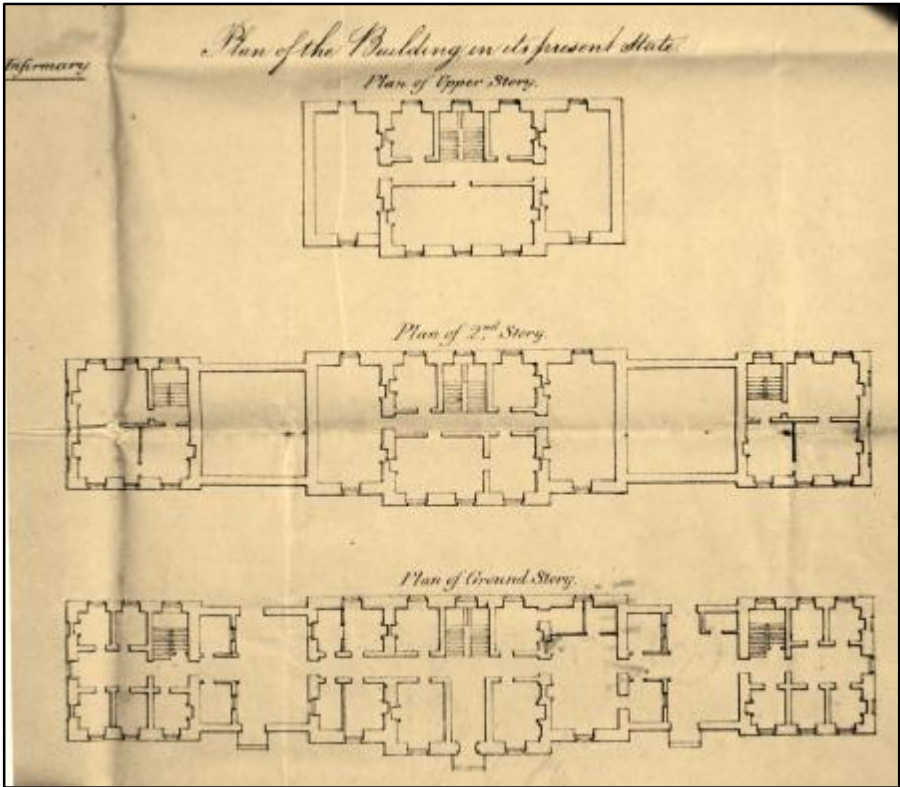 Plan of the Building in its present State.
Infirmary
Plan of Upper Story.
Plan of 2nd. Story.
Plan of Ground Story.